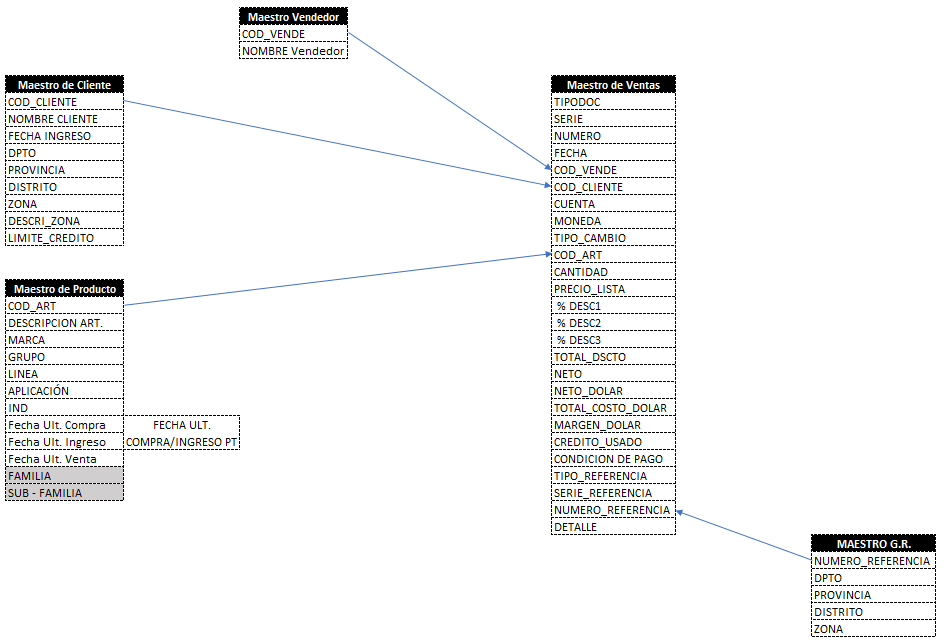 Maestro Vendedor
COD_VENDE
NOMBRE Vendedor
Maestro de Cliente
COD_CLIENTE
NOMBRE CLIENTE
FECHA INGRESO
DPTO
PROVINCIA
DISTRITO
ZONA
DESCRI_ZONA
LIMITE_CREDITO
Maestro de Producto
COD_ART
DESCRIPCION ART.
MARCA
GRUPO
LINEA
APLICACIÓN
IND
Fecha Ult. Compra
Fecha Ult. Ingreso
Fecha Ult. Venta
FAMILIA
SUB - FAMILIA
FECHA ULT.
COMPRA/INGRESO PT
Maestro de Ventas
TIPODOC
SERIE
NUMERO
FECHA
COD_VENDE
COD_CLIENTE
CUENTA
MONEDA
TIPO_CAMBIO
COD_ART
CANTIDAD
PRECIO_LISTA
% DESC1
% DESC2
% DESC3
TOTAL_DSCTO
NETO
NETO_DOLAR
TOTAL_COSTO_DOLAR
MARGEN_DOLAR
CREDITO_USADO
CONDICION DE PAGO
TIPO_REFERENCIA
SERIE_REFERENCIA
NUMERO_REFERENCIA
DETALLE
MAESTRO G.R.
NUMERO_REFERENCIA
DPTO
PROVINCIA
DISTRITO
ZONA